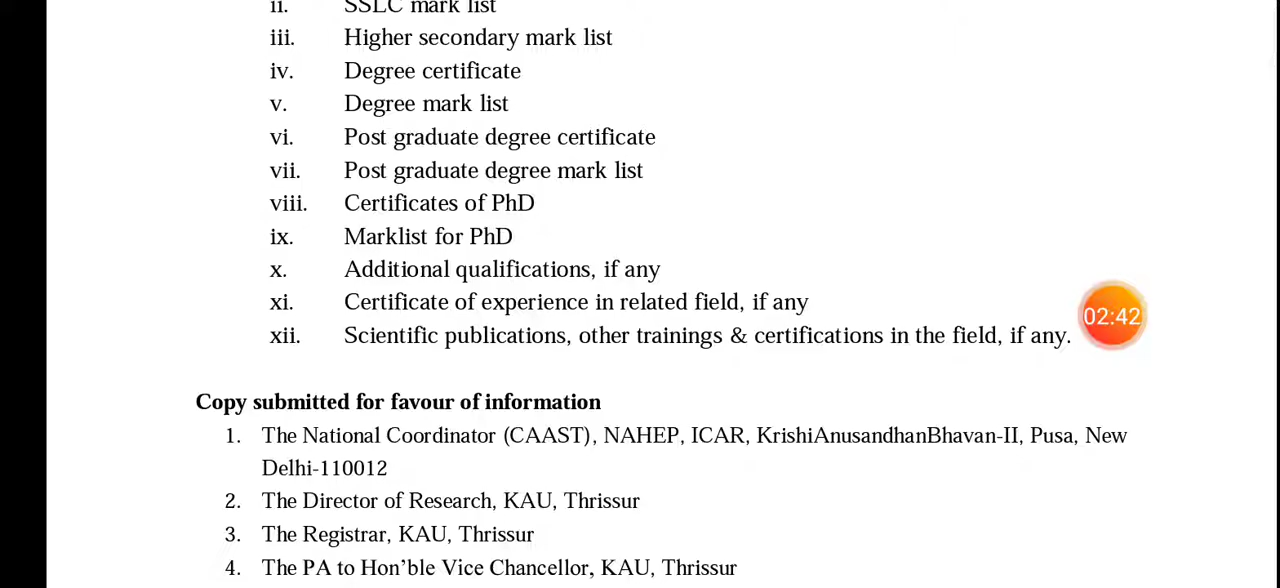 ii. SSLC mark list
iii. Higher secondary mark list
iv. Degree certificate
v. Degree mark list
vi. Post graduate degree certificate
vii. Post graduate degree mark list
viii. Certificates of PhD
ix. Marklist for PhD
x. Additional qualifications, if any
xi. Certificate of experience in related field, if any
02:42
xii. Scientific publications, other trainings & certifications in the field, if any.
Copy submitted for favour of information
1. The National Coordinator (CAAST), NAHEP, ICAR, KrishiAnusandhanBhavan-II, Pusa, New
Delhi-110012
2. The Director of Research, KAU, Thrissur
3. The Registrar, KAU, Thrissur
4. The PA to Hon’ble Vice Chancellor, KAU, Thrissur